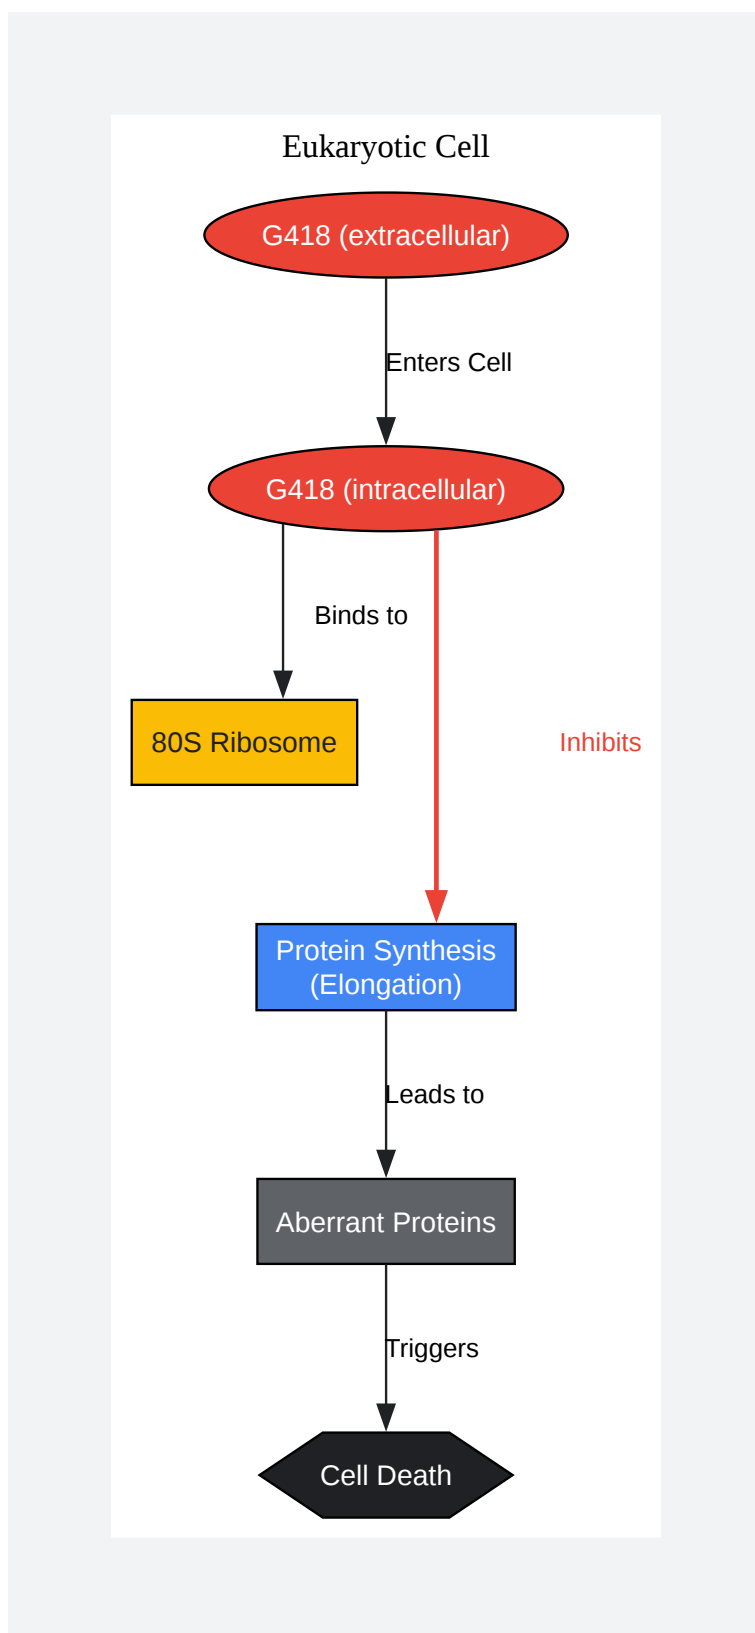 Eukaryotic Cell
G418 (extracellular)
Enters Cell
G418 (intracellular)
Binds to
80S Ribosome
Inhibits
Protein Synthesis
(Elongation)
Leads to
Aberrant Proteins
Triggers
Cell Death